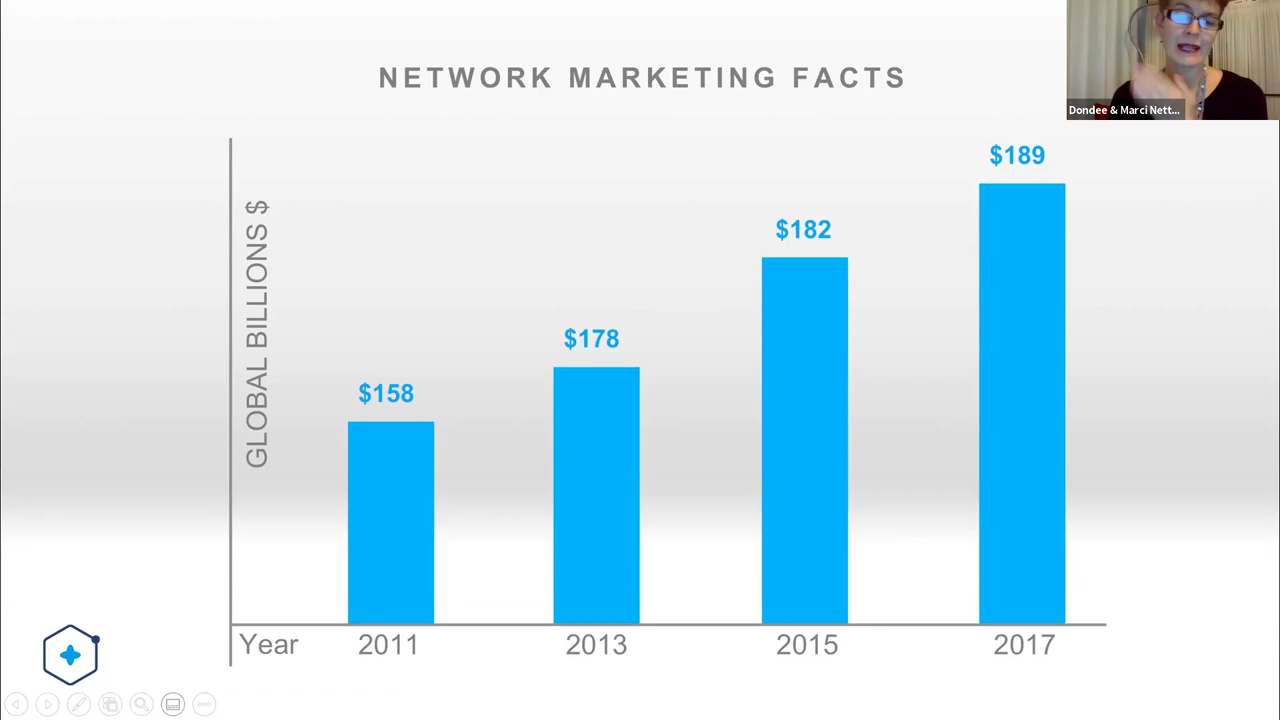 NETWORK MARKETING FACTS
Dondee & Marci Nett...
GLOBAL BILLIONS $
$158
$178
$182
$189
Year
2011
2013
2015
2017